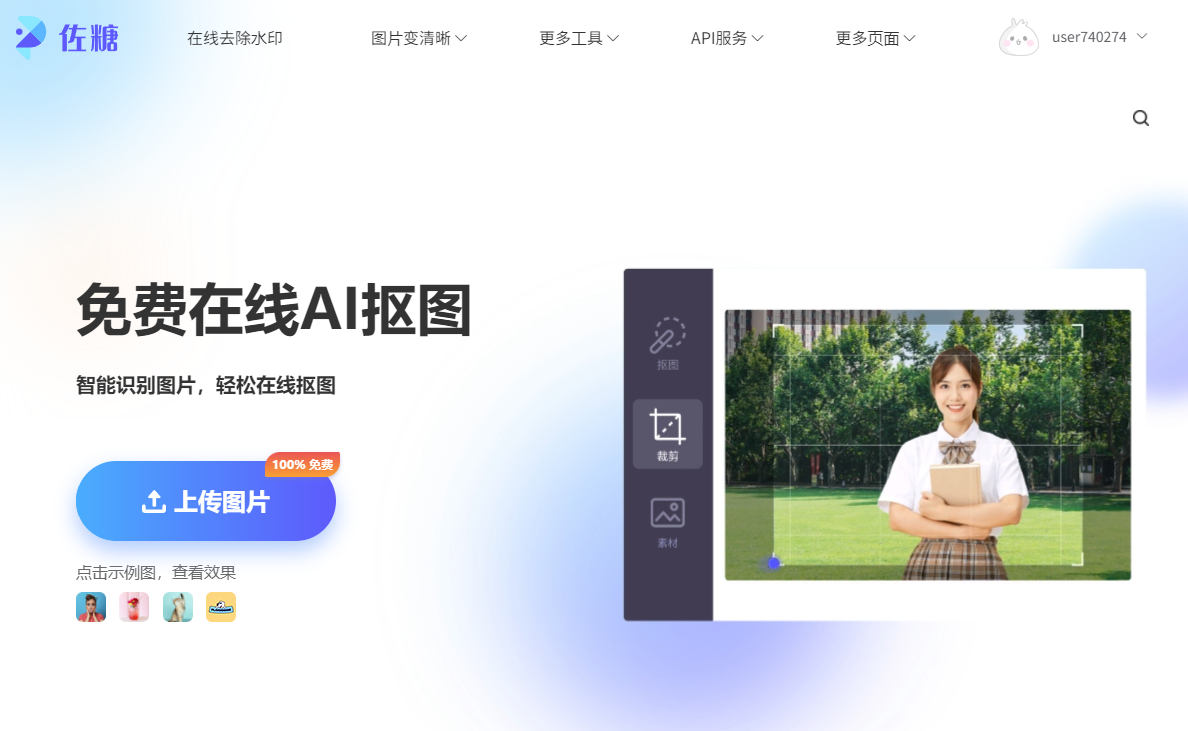 佐糖
在线去除水印
图片变清晰
更多工具
API服务
更多页面
user740274
免费在线AI抠图
智能识别图片，轻松在线抠图
100% 免费
上传图片
点击示例图，查看效果
抠图
裁剪
素材